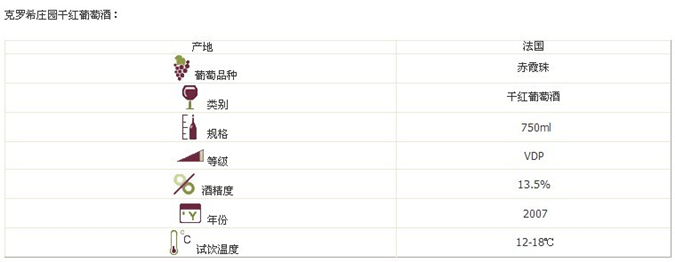 克罗希庄园干红葡萄酒：
产地 法国
葡萄品种 赤霞珠
类别 干红葡萄酒
规格 750ml
等级 VDP
酒精度 13.5%
Y 年份 2007
C C 试饮温度 12-18℃